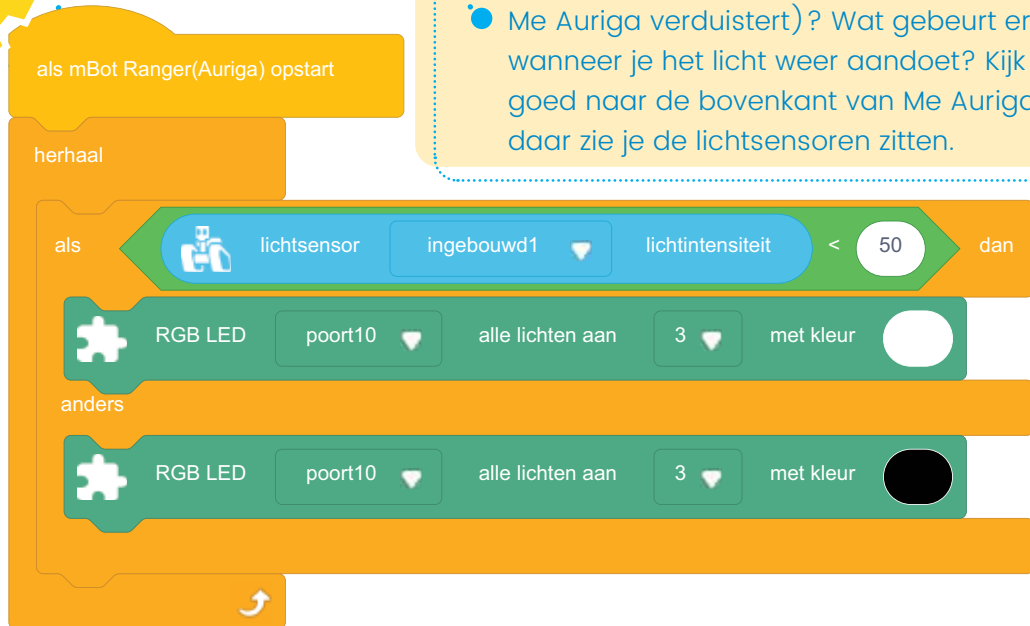 Me Auriga verduistert)? Wat gebeurt er
wanneer je het licht weer aandoet? Kijk
goed naar de bovenkant van Me Auriga
daar zie je de lichtsensoren zitten.
als mBot Ranger(Auriga) opstart
herhaal
als lichtsensor ingebouwd1 lichtintensiteit < 50 dan
RGB LED poort10 alle lichten aan 3 met kleur
anders
RGB LED poort10 alle lichten aan 3 met kleur